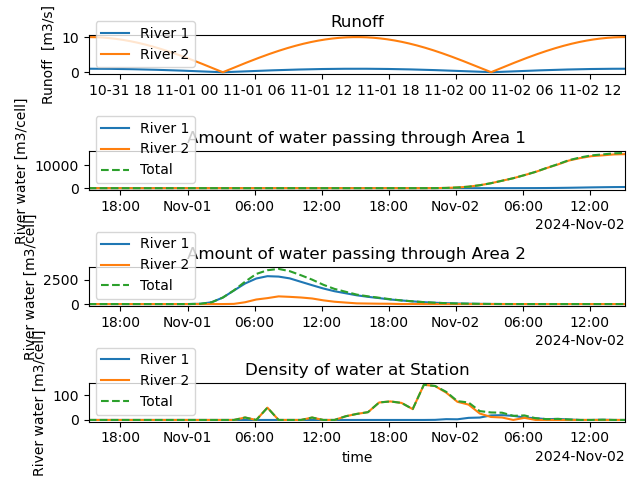 Runoff
Runoff [m3/s]
River 1
River 2
10
0
10-31 18 11-01 00 11-01 06 11-01 12 11-01 18 11-02 00 11-02 06 11-02 12
Amount of water passing through Area 1
River water [m3/cell]
River 1
River 2
Total
10000
0
18:00 Nov-01 06:00 12:00 18:00 Nov-02 06:00 12:00
2024-Nov-02
Amount of water passing through Area 2
River water [m3/cell]
River 1
River 2
Total
2500
0
18:00 Nov-01 06:00 12:00 18:00 Nov-02 06:00 12:00
2024-Nov-02
Density of water at Station
River water [m3/cell]
River 1
River 2
Total
100
0
18:00 Nov-01 06:00 12:00 18:00 Nov-02 06:00 12:00
time
2024-Nov-02